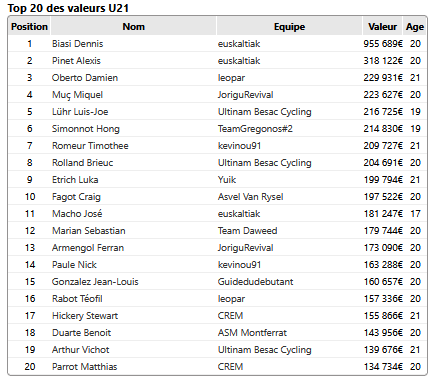 Top 20 des valeurs U21
Position Nom Equipe Valeur Age
1 Biasi Dennis euskaltiak 955 689€ 20
2 Pinet Alexis euskaltiak 318 122€ 20
3 Oberto Damien leopar 229 931€ 21
4 Muç Miquel JoriguRevival 223 627€ 20
5 Lühr Luis-Joe Ultinam Besac Cycling 216 725€ 19
6 Simonnot Hong TeamGregonos#2 214 830€ 19
7 Romeur Timothee kevinou91 209 727€ 21
8 Rolland Brieuc Ultinam Besac Cycling 204 691€ 20
9 Etrich Luka Yuik 199 794€ 21
10 Fagot Craig Asvel Van Rysel 197 522€ 20
11 Macho José euskaltiak 181 247€ 17
12 Marian Sebastian Team Daweed 179 744€ 20
13 Armengol Ferran JoriguRevival 173 090€ 20
14 Paule Nick kevinou91 163 288€ 20
15 Gonzalez Jean-Louis Guidedudebutant 160 657€ 20
16 Rabot Téofil leopar 157 336€ 20
17 Hickery Stewart CREM 155 866€ 21
18 Duarte Benoit ASM Montferrat 143 956€ 20
19 Arthur Vichot Ultinam Besac Cycling 139 676€ 21
20 Parrot Matthias CREM 134 734€ 20